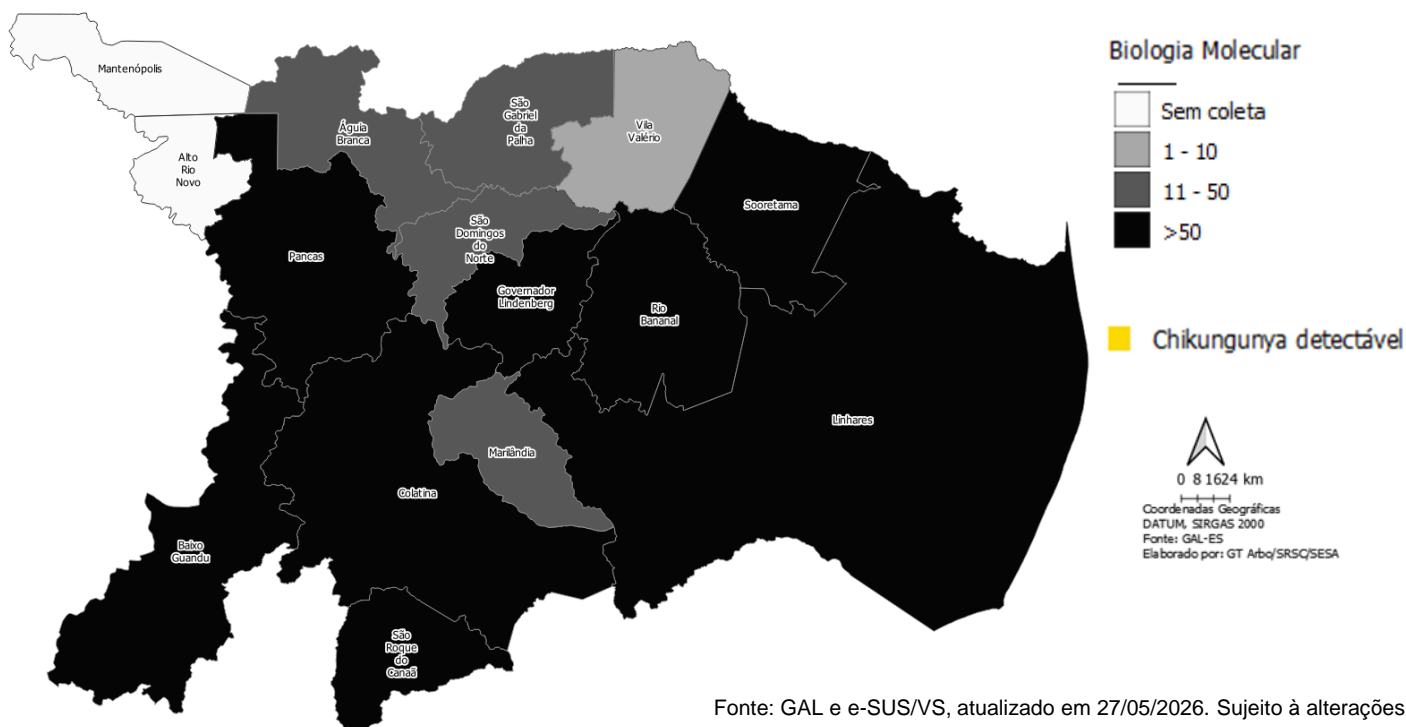 Mantenópolis
São
Gabriel
da
Palha
Vila
Valério
Águia
Branca
Alto
Rio
Novo
Sooretama
São
Domingos
do
Norte
Pancas
Governador
Lindenberg
Rio
Bananal
Linhares
Marilândia
Colatina
Baixo
Guandu
São
Roque
do
Canaã
Biologia Molecular
Sem coleta
1 - 10
11 - 50
>50
Chikungunya detectável
0 8 1624 km
Coordenadas Geográficas
DATUM, SIRGAS 2000
Fonte: GAL-ES
Elaborado por: GT Arbo/SRSC/SESA
Fonte: GAL e e-SUS/VS, atualizado em 27/05/2026. Sujeito à alterações